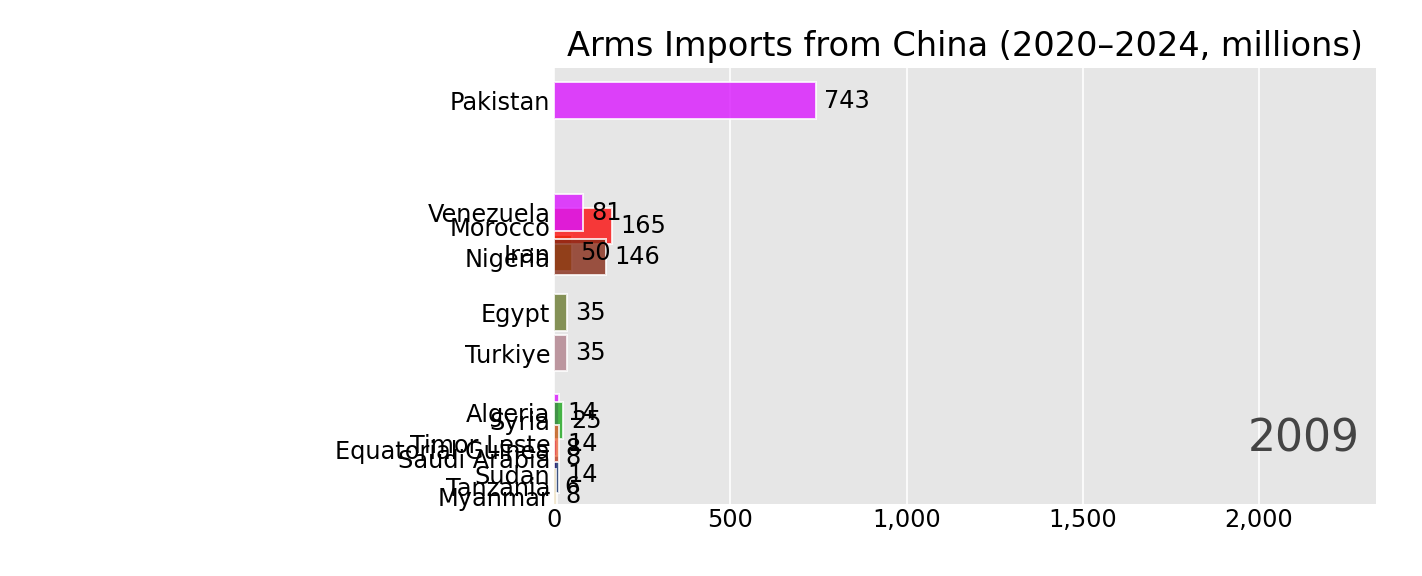 Arms Imports from China (2020–2024, millions)
Pakistan 743
Venezuela 81
Morocco 165
Iran 50
Nigeria 146
Egypt 35
Turkiye 35
Algeria 14
Syria 25
Timor Leste 14
Equatorial Guinea 8
Saudi Arabia 8
Sudan 14
Tanzania 6
Myanmar 8
2009
0 500 1,000 1,500 2,000